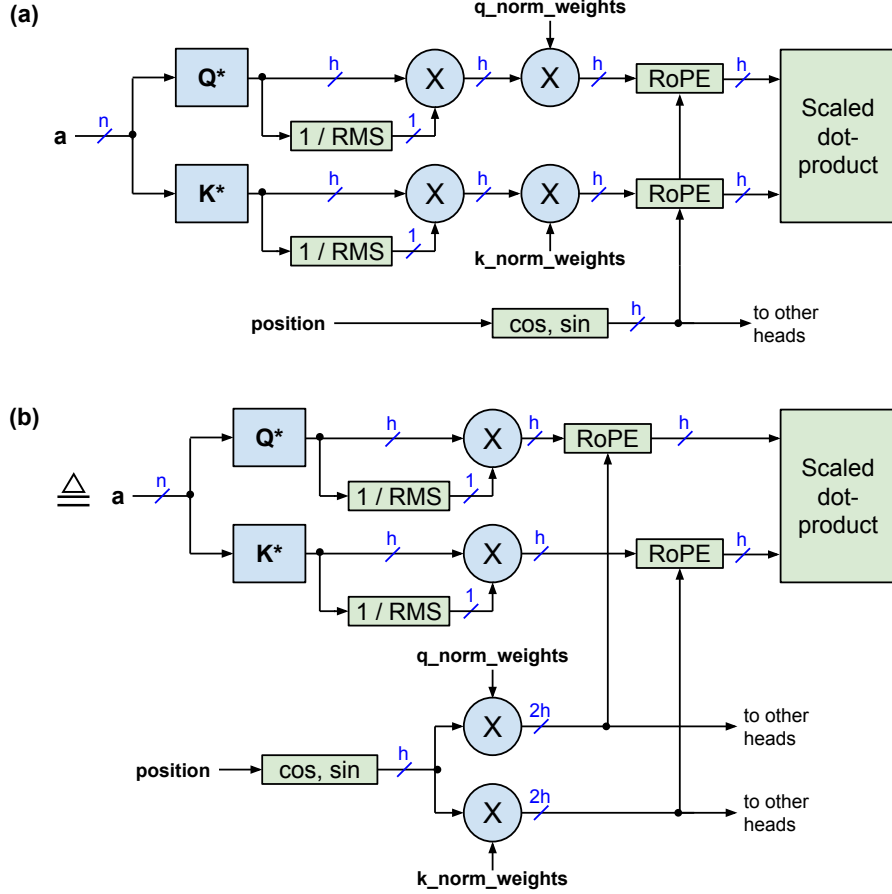 (a)
q_norm_weights
Q*
h
X
h
X
h
RoPE
h
Scaled
dot-
product
a
n
1 / RMS
1
K*
h
X
h
X
h
RoPE
h
1 / RMS
1
k_norm_weights
position
cos, sin
h
to other
heads
(b)
Q*
h
X
h
RoPE
h
Scaled
dot-
product
≜
a
n
1 / RMS
1
K*
h
X
h
RoPE
h
1 / RMS
1
q_norm_weights
X
2h
to other
heads
position
cos, sin
h
X
2h
to other
heads
k_norm_weights